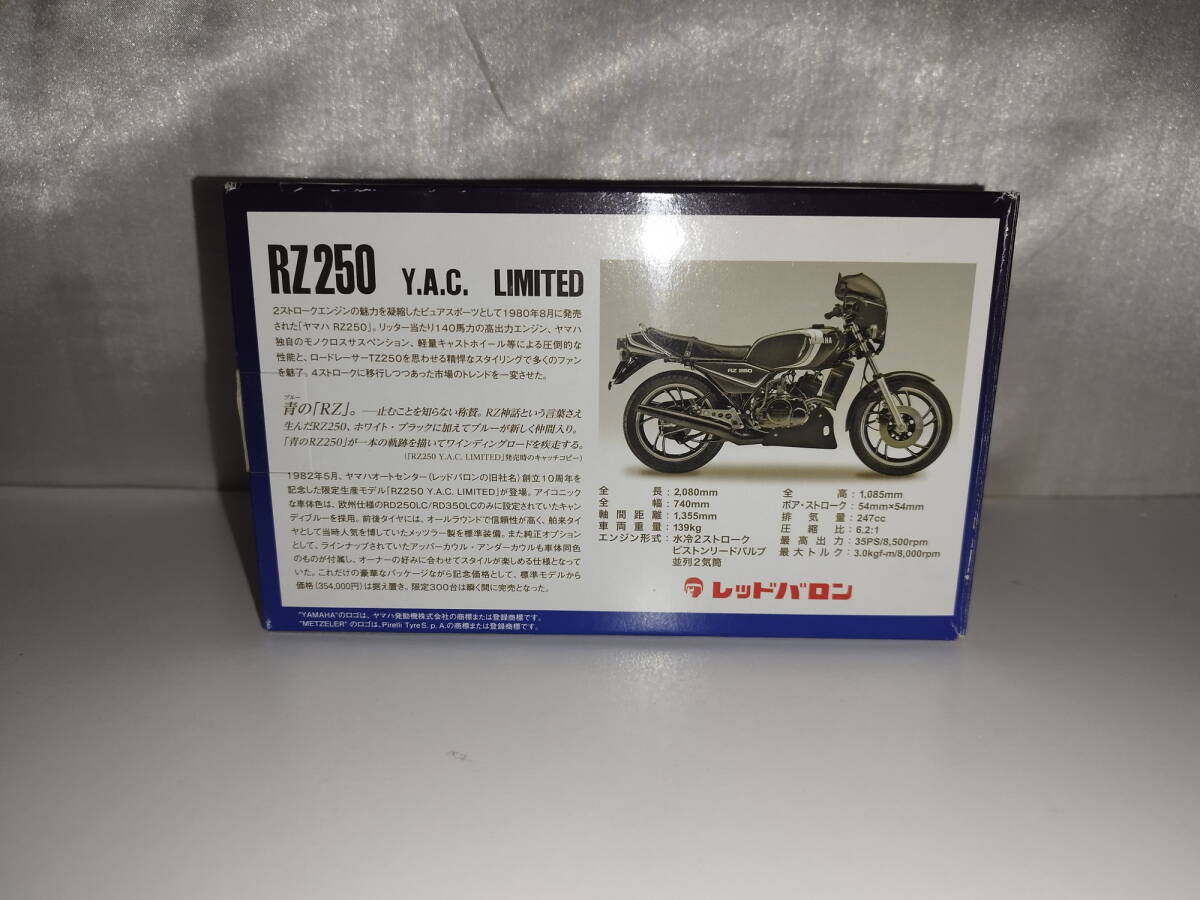 RZ250 Y.A.C. LIMITED
2ストロークエンジンの魅力を凝縮したピュアスポーツとして1980年8月に発売
された「ヤマハ RZ250」。リッター当たり140馬力の高出力エンジン、ヤマハ
独自のモノクロスサスペンション、軽量キャストホイール等による圧倒的な
性能と、ロードレーサーTZ250を思わせる精悍なスタイリングで多くのファン
を魅了。4ストロークに移行しつつあった市場のトレンドを一変させた。
ブルー
青の「RZ」。──止むことを知らない称賛。RZ神話という言葉さえ
生んだRZ250、ホワイト・ブラックに加えてブルーが新しく仲間入り。
「青のRZ250」が一本の軌跡を描いてワインディングロードを疾走する。
(「RZ250 Y.A.C. LIMITED」発売時のキャッチコピー)
1982年5月、ヤマハオートセンター(レッドバロンの旧社名)創立10周年を
記念した限定生産モデル「RZ250 Y.A.C. LIMITED」が登場。アイコニック
な車体色は、欧州仕様のRD250LC/RD350LCのみに設定されていたキャン
ディブルーを採用。前後タイヤには、オールラウンドで信頼性が高く、舶来タイ
ヤとして当時人気を博していたメッツラー製を標準装備。また純正オプション
として、ラインナップされていたアッパーカウル・アンダーカウルも車体同色
のものが付属し、オーナーの好みに合わせてスタイルが楽しめる仕様となって
いた。これだけの豪華なパッケージながら記念価格として、標準モデルから
価格(354,000円)は据え置き。限定300台は瞬く間に完売となった。
"YAMAHA"のロゴは、ヤマハ発動機株式会社の商標または登録商標です。
"METZELER"のロゴは、Pirelli Tyre S. p. A.の商標または登録商標です。
YAMAHA
RZ 250
全長:2,080mm
全幅:740mm
軸間距離:1,355mm
車両重量:139kg
エンジン形式:水冷2ストローク
ピストンリードバルブ
並列2気筒
全高:1,085mm
ボア・ストローク:54mm×54mm
排気量:247cc
圧縮比:6.2:1
最高出力:35PS/8,500rpm
最大トルク:3.0kgf-m/8,000rpm
レッドバロン